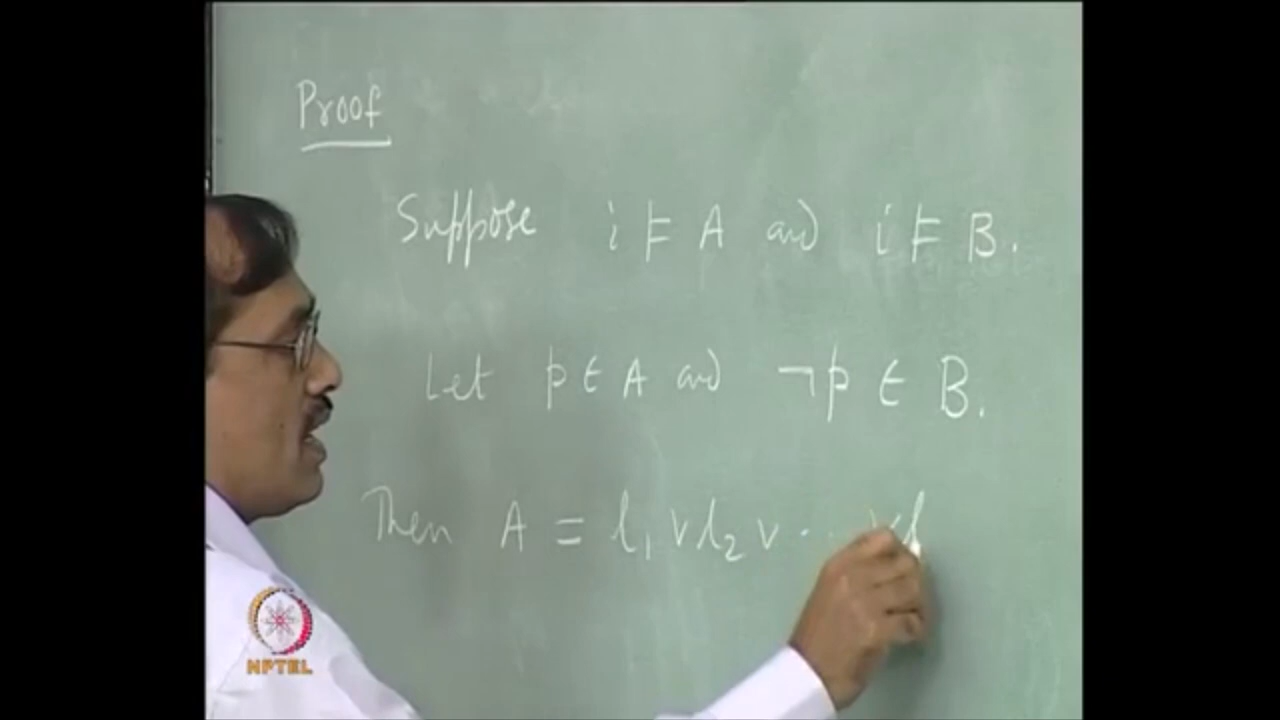 Proof
Suppose i ⊨ A and i ⊨ B.
Let p ∈ A and ¬p ∈ B.
Then A = l₁ ∨ l₂ ∨ ... ∨ l
NPTEL